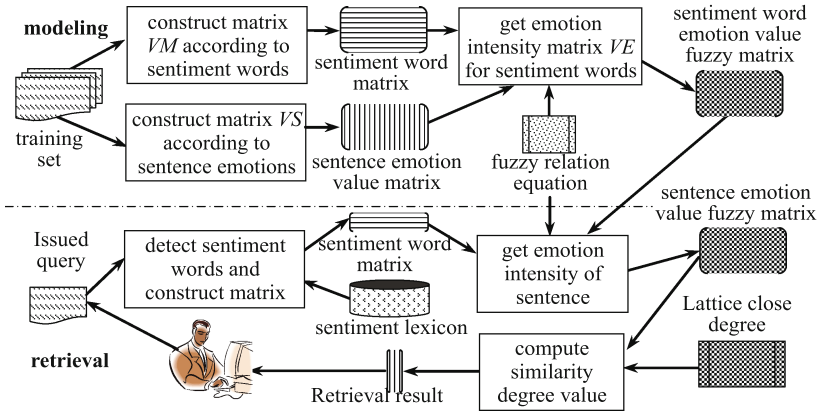 modeling
construct matrix
VM according to
sentiment words
sentiment word
matrix
get emotion
intensity matrix VE
for sentiment words
sentiment word
emotion value
fuzzy matrix
training
set
construct matrix VS
according to
sentence emotions
sentence emotion
value matrix
fuzzy relation
equation
sentence emotion
value fuzzy matrix
Issued
query
detect sentiment
words and
construct matrix
sentiment word
matrix
sentiment lexicon
get emotion
intensity of
sentence
Lattice close
degree
retrieval
Retrieval result
compute
similarity
degree value